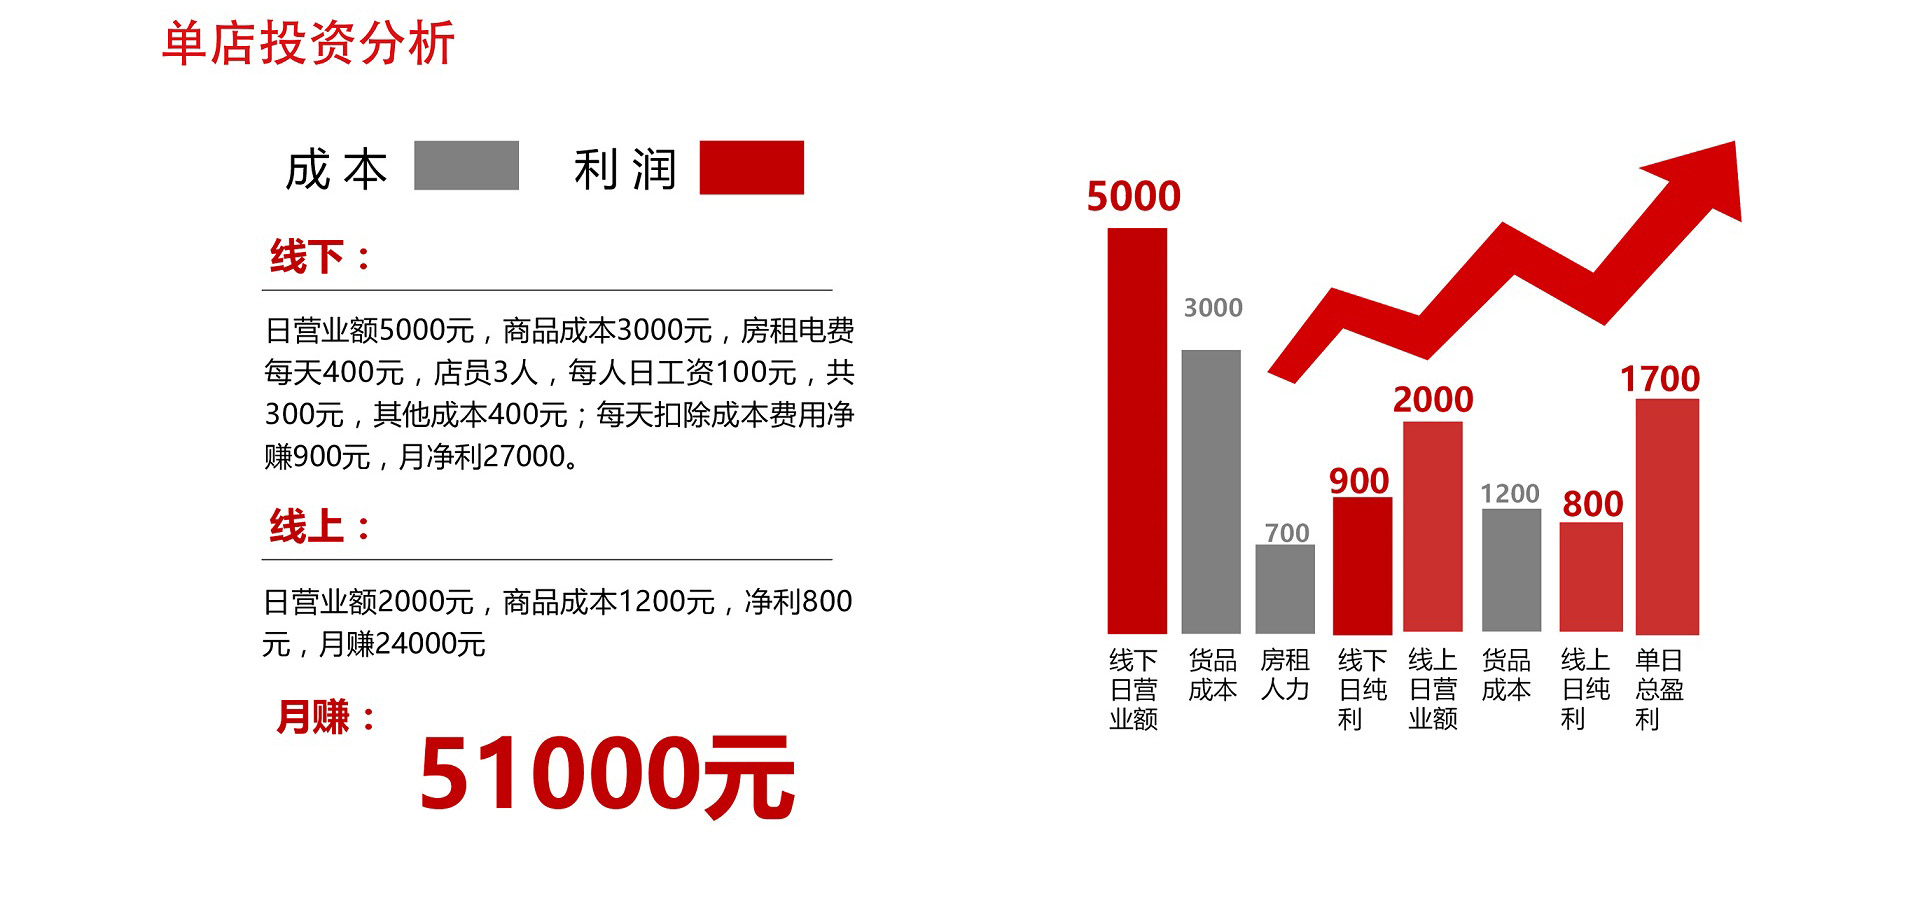 单店投资分析
成本
利润
线下：
日营业额5000元，商品成本3000元，房租电费
每天400元，店员3人，每人日工资100元，共
300元，其他成本400元；每天扣除成本费用净
赚900元，月净利27000。
线上：
日营业额2000元，商品成本1200元，净利800
元，月赚24000元
月赚：
51000元
5000
3000
700
900
2000
1200
800
1700
线下
日营
业额
货品
成本
房租
人力
线下
日纯
利
线上
日营
业额
货品
成本
线上
日纯
利
单日
总盈
利